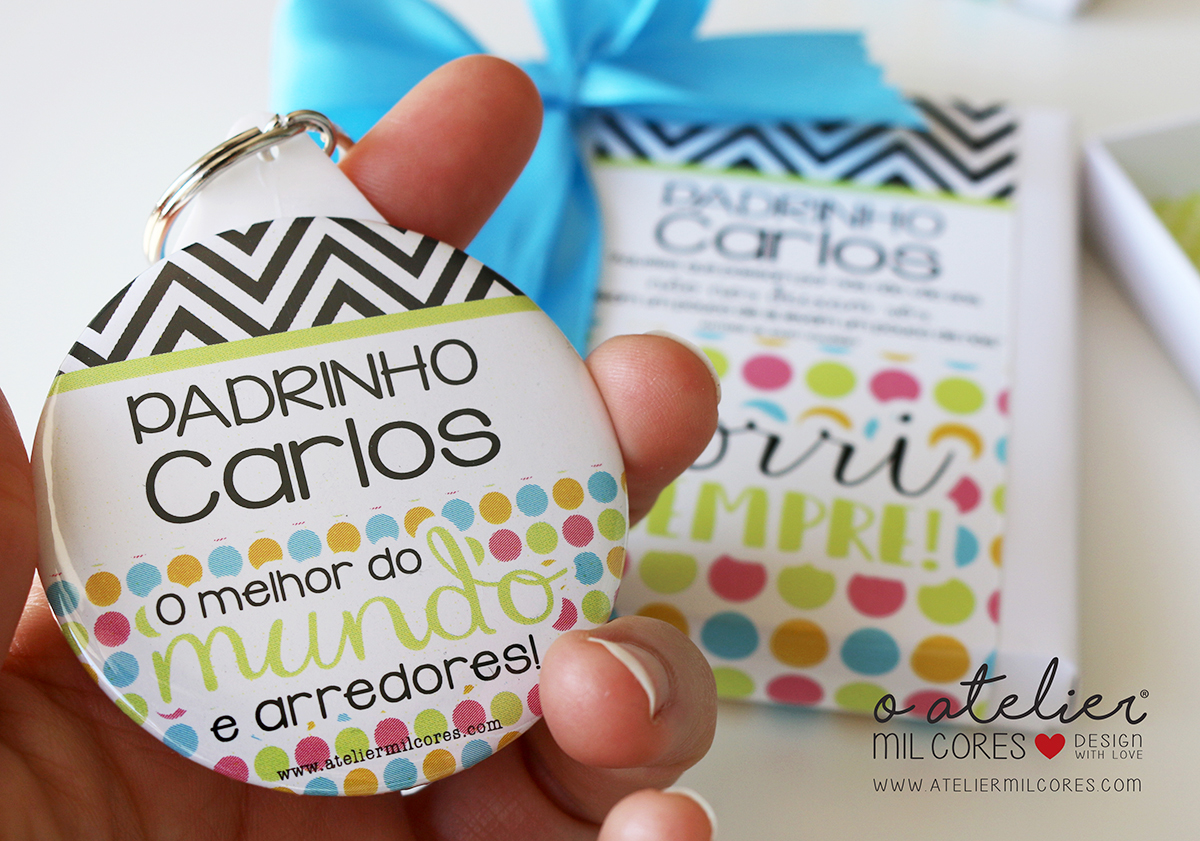 PADRINHO
Carlos
O melhor do
mundo
e arredores!
www.ateliermilcores.com
PADRINHO
Carlos
orri
EMPRE!
o atelier®
MIL CORES
DESIGN
WITH LOVE
WWW.ATELIERMILCORES.COM